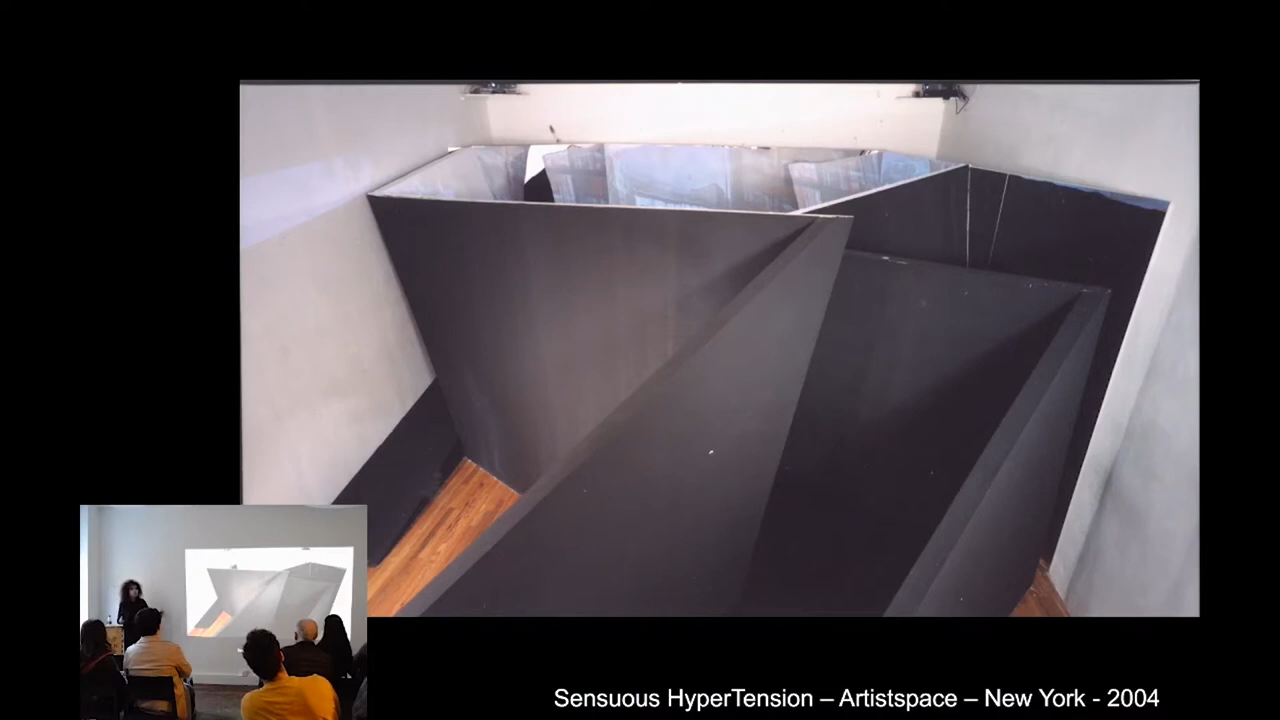 Sensuous HyperTension – Artistspace – New York - 2004